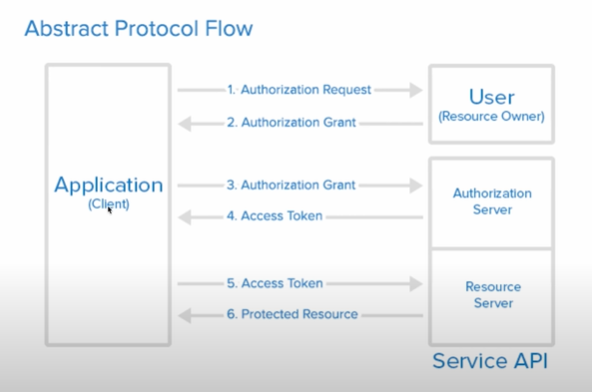 Abstract Protocol Flow
1. Authorization Request
2. Authorization Grant
User
(Resource Owner)
Application
(Client)
3. Authorization Grant
4. Access Token
Authorization
Server
5. Access Token
6. Protected Resource
Resource
Server
Service API